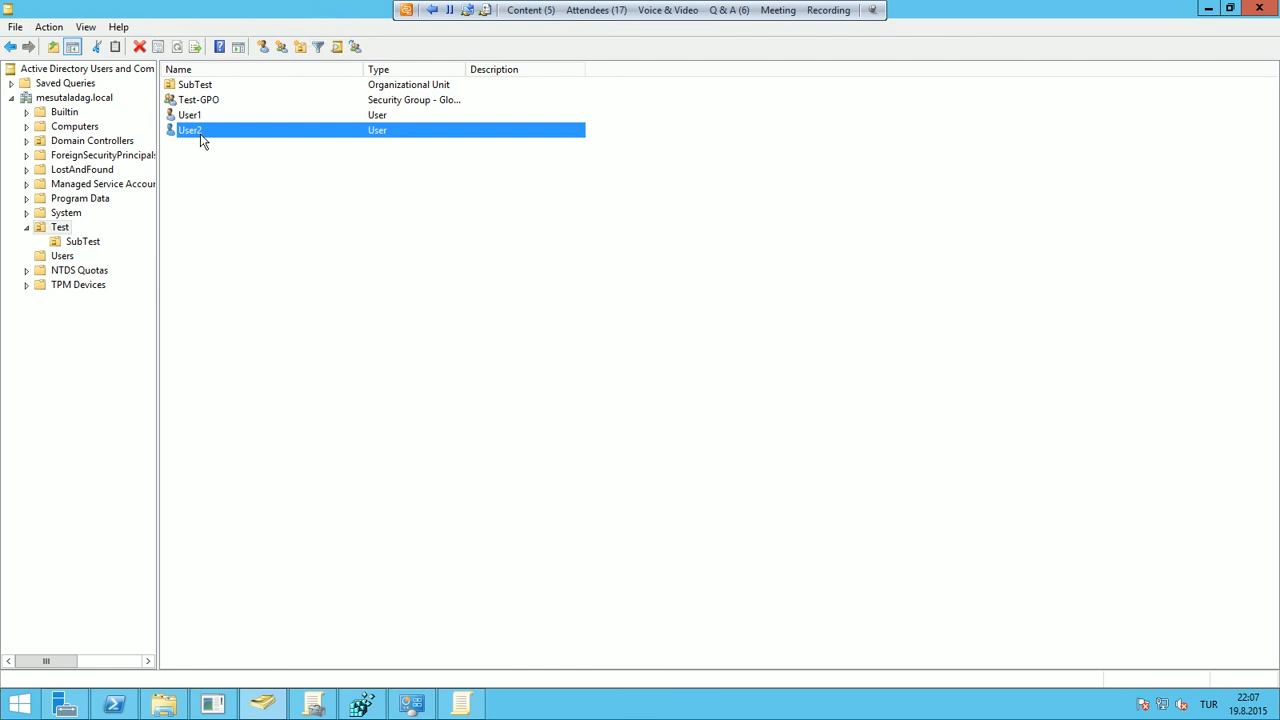 Content (5) Attendees (17) Voice & Video Q & A (6) Meeting Recording
File Action View Help
Active Directory Users and Com
Saved Queries
mesutaladag.local
Builtin
Computers
Domain Controllers
ForeignSecurityPrincipals
LostAndFound
Managed Service Accour
Program Data
System
Test
SubTest
Users
NTDS Quotas
TPM Devices
Name Type Description
SubTest Organizational Unit
Test-GPO Security Group - Glo...
User1 User
User2 User
TUR
22:07
19.8.2015